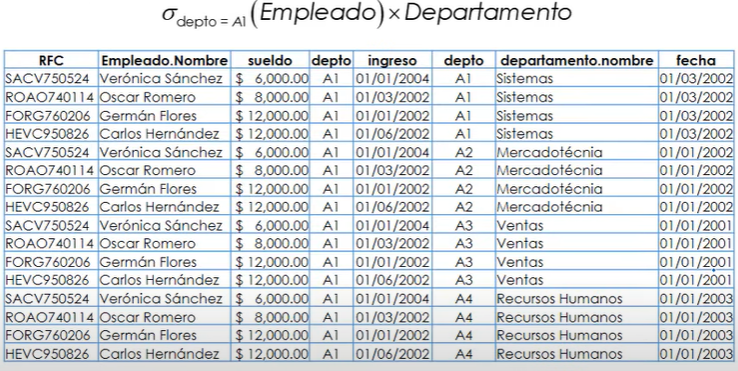 σ depto = A1 (Empleado) × Departamento
RFC Empleado.Nombre sueldo depto ingreso depto departamento.nombre fecha
SACV750524 Verónica Sánchez $ 6,000.00 A1 01/01/2004 A1 Sistemas 01/03/2002
ROAO740114 Oscar Romero $ 8,000.00 A1 01/03/2002 A1 Sistemas 01/03/2002
FORG760206 Germán Flores $ 12,000.00 A1 01/01/2002 A1 Sistemas 01/03/2002
HEVC950826 Carlos Hernández $ 12,000.00 A1 01/06/2002 A1 Sistemas 01/03/2002
SACV750524 Verónica Sánchez $ 6,000.00 A1 01/01/2004 A2 Mercadotécnia 01/01/2002
ROAO740114 Oscar Romero $ 8,000.00 A1 01/03/2002 A2 Mercadotécnia 01/01/2002
FORG760206 Germán Flores $ 12,000.00 A1 01/01/2002 A2 Mercadotécnia 01/01/2002
HEVC950826 Carlos Hernández $ 12,000.00 A1 01/06/2002 A2 Mercadotécnia 01/01/2002
SACV750524 Verónica Sánchez $ 6,000.00 A1 01/01/2004 A3 Ventas 01/01/2001
ROAO740114 Oscar Romero $ 8,000.00 A1 01/03/2002 A3 Ventas 01/01/2001
FORG760206 Germán Flores $ 12,000.00 A1 01/01/2002 A3 Ventas 01/01/2001
HEVC950826 Carlos Hernández $ 12,000.00 A1 01/06/2002 A3 Ventas 01/01/2001
SACV750524 Verónica Sánchez $ 6,000.00 A1 01/01/2004 A4 Recursos Humanos 01/01/2003
ROAO740114 Oscar Romero $ 8,000.00 A1 01/03/2002 A4 Recursos Humanos 01/01/2003
FORG760206 Germán Flores $ 12,000.00 A1 01/01/2002 A4 Recursos Humanos 01/01/2003
HEVC950826 Carlos Hernández $ 12,000.00 A1 01/06/2002 A4 Recursos Humanos 01/01/2003